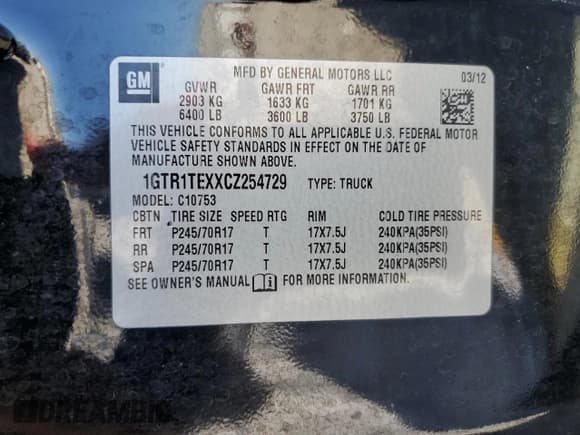 GM
MFD BY GENERAL MOTORS LLC 03/12
GVWR GAWR FRT GAWR RR
2903 KG 1633 KG 1701 KG
6400 LB 3600 LB 3750 LB
THIS VEHICLE CONFORMS TO ALL APPLICABLE U.S. FEDERAL MOTOR
VEHICLE SAFETY STANDARDS IN EFFECT ON THE DATE OF
MANUFACTURE SHOWN ABOVE.
1GTR1TEXXCZ254729 TYPE: TRUCK
MODEL: C10753
CBTN TIRE SIZE SPEED RTG RIM COLD TIRE PRESSURE
FRT P245/70R17 T 17X7.5J 240KPA(35PSI)
RR P245/70R17 T 17X7.5J 240KPA(35PSI)
SPA P245/70R17 T 17X7.5J 240KPA(35PSI)
SEE OWNER'S MANUAL FOR MORE INFORMATION.
DREAMBID